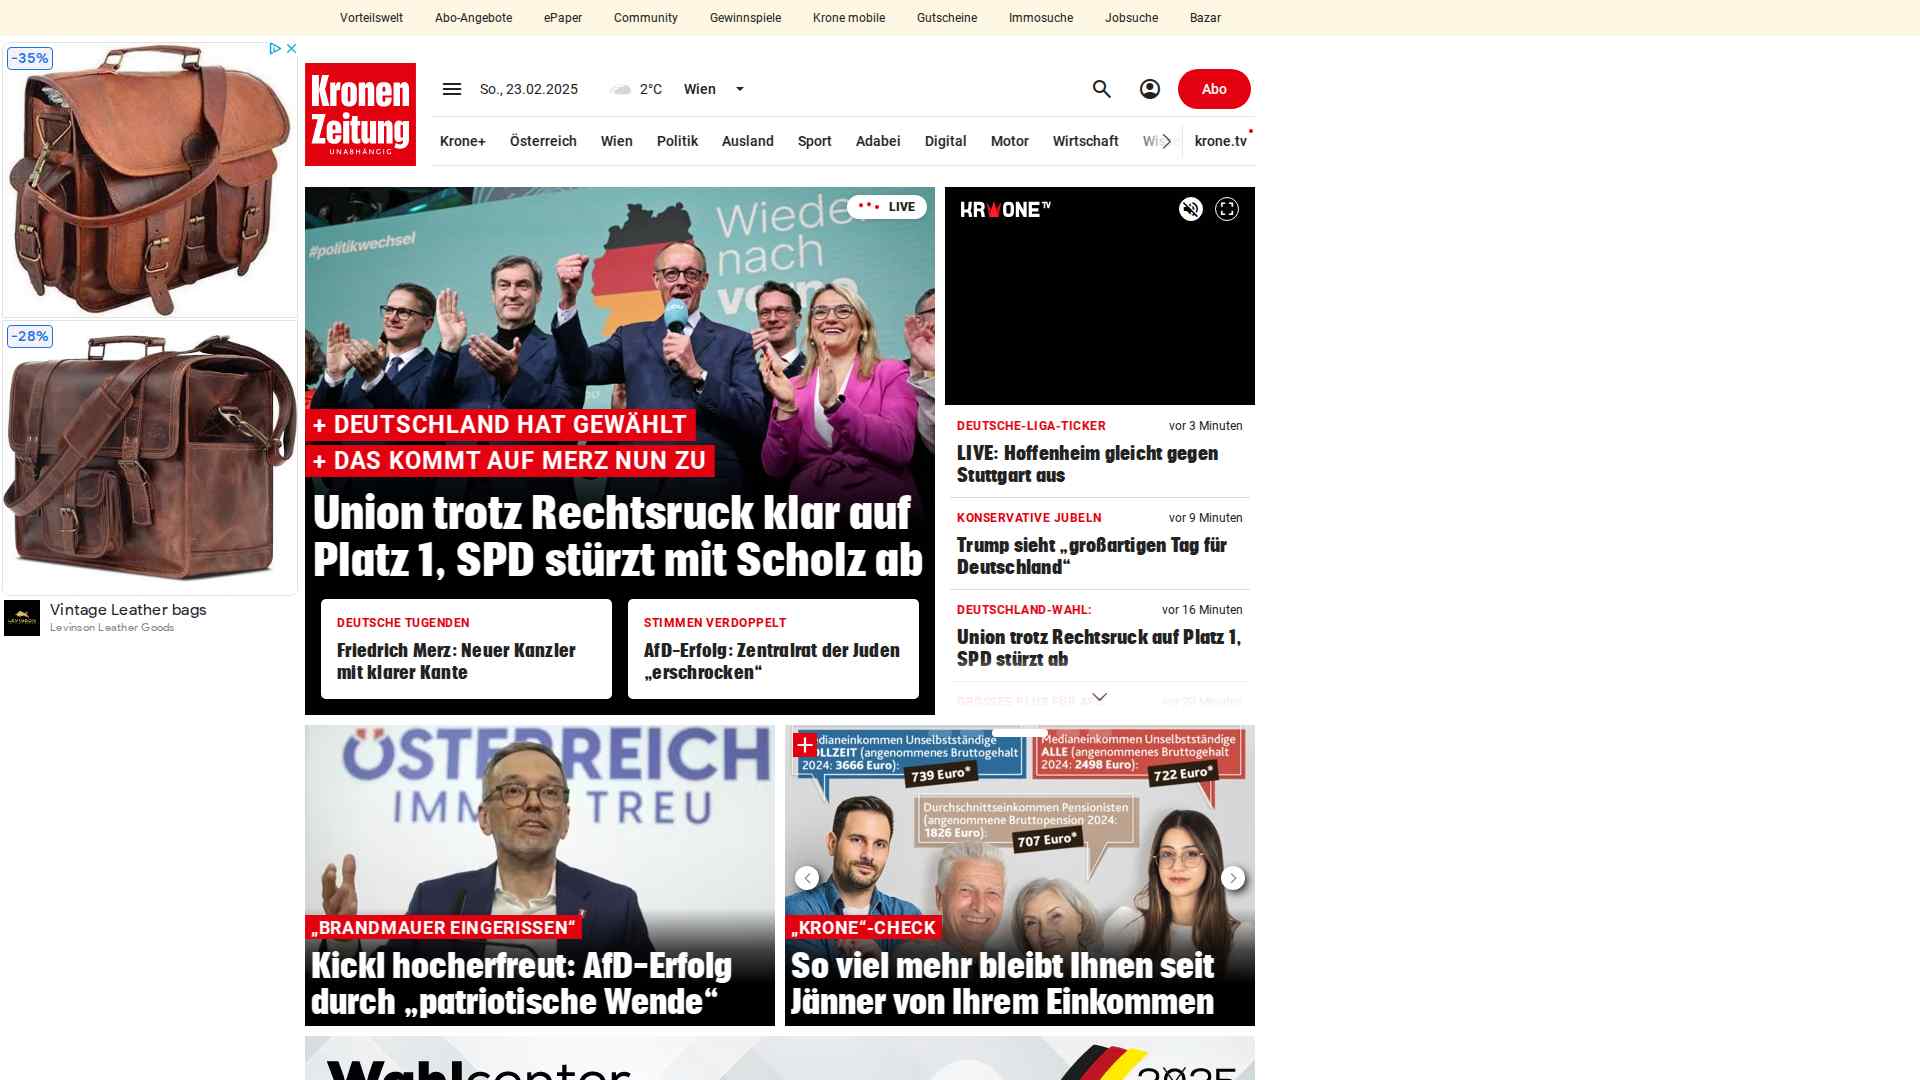 Vorteilswelt Abo-Angebote ePaper Community Gewinnspiele Krone mobile Gutscheine Immosuche Jobsuche Bazar
-35%
-28%
Vintage Leather bags
Levinson Leather Goods
Kronen
Zeitung
UNABHÄNGIG
So., 23.02.2025 2°C Wien
Abo
Krone+ Österreich Wien Politik Ausland Sport Adabei Digital Motor Wirtschaft krone.tv
LIVE
#politikwechsel
Wieder
nach
vorne
CDU
+ DEUTSCHLAND HAT GEWÄHLT
+ DAS KOMMT AUF MERZ NUN ZU
Union trotz Rechtsruck klar auf
Platz 1, SPD stürzt mit Scholz ab
DEUTSCHE TUGENDEN
Friedrich Merz: Neuer Kanzler
mit klarer Kante
STIMMEN VERDOPPELT
AfD-Erfolg: Zentralrat der Juden
„erschrocken“
KRONE TV
DEUTSCHE-LIGA-TICKER vor 3 Minuten
LIVE: Hoffenheim gleicht gegen
Stuttgart aus
KONSERVATIVE JUBELN vor 9 Minuten
Trump sieht „großartigen Tag für
Deutschland“
DEUTSCHLAND-WAHL: vor 16 Minuten
Union trotz Rechtsruck auf Platz 1,
SPD stürzt ab
ÖSTERREICH
TREU
„BRANDMAUER EINGERISSEN“
Kickl hocherfreut: AfD-Erfolg
durch „patriotische Wende“
Medianeinkommen Unselbstständige
VOLLZEIT (angenommenes Bruttogehalt
2024: 3666 Euro):
739 Euro*
Medianeinkommen Unselbstständige
ALLE (angenommenes Bruttogehalt
2024: 2498 Euro):
722 Euro*
Durchschnittseinkommen Pensionisten
(angenommene Bruttopension 2024:
1826 Euro):
707 Euro*
„KRONE“-CHECK
So viel mehr bleibt Ihnen seit
Jänner von Ihrem Einkommen
Wahlcenter
2025